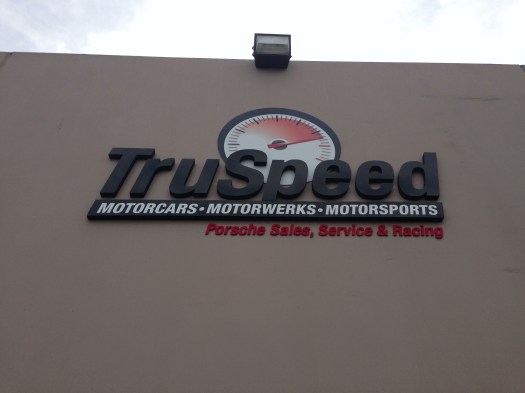 TruSpeed
MOTORCARS • MOTORWERKS • MOTORSPORTS
Porsche Sales, Service & Racing